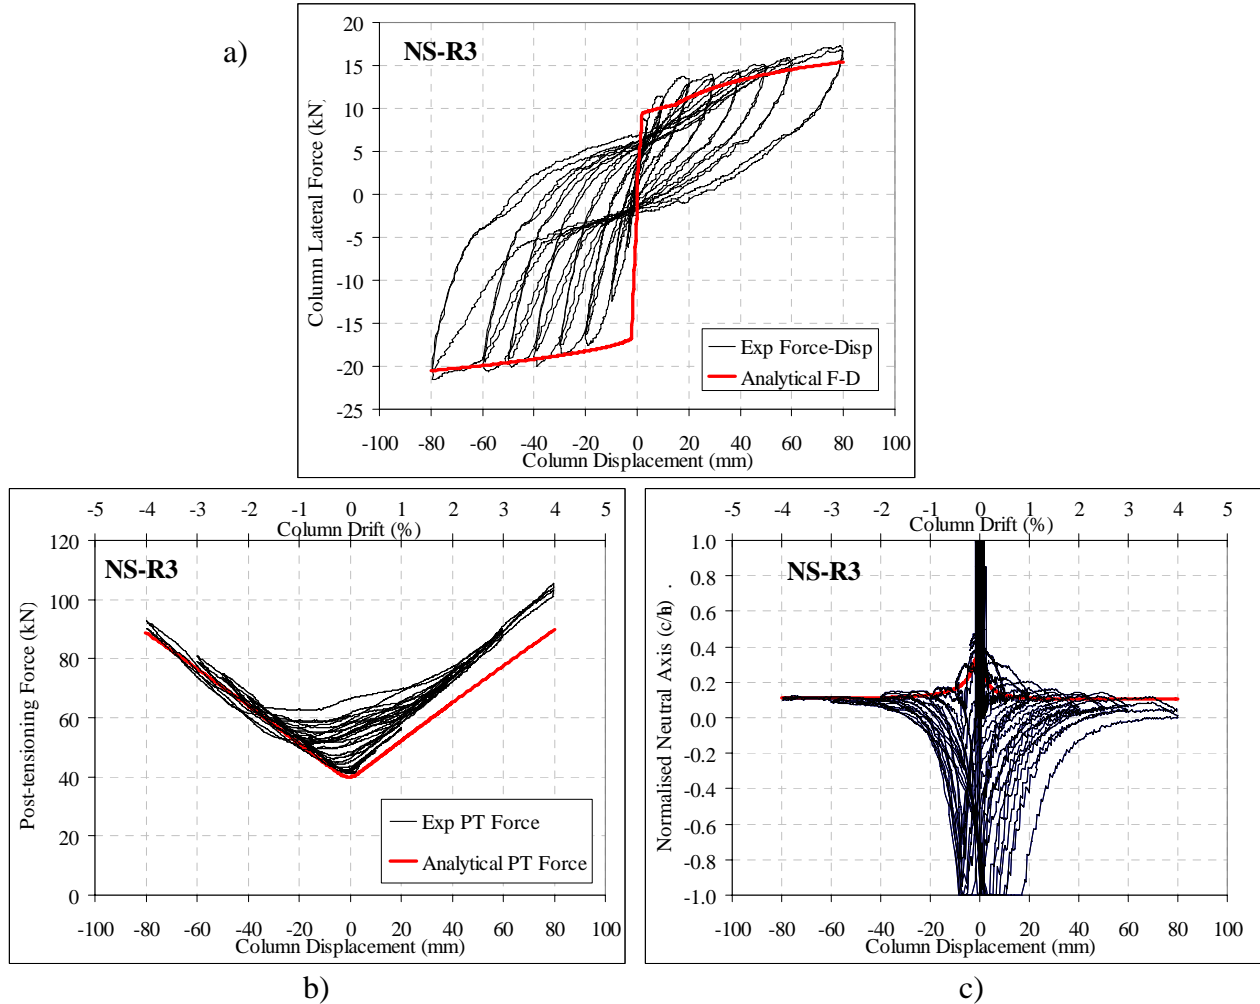 a)
NS-R3
20
15
10
5
0
-5
-10
-15
-20
-25
Column Lateral Force (kN)
Exp Force-Disp
Analytical F-D
-100 -80 -60 -40 -20 0 20 40 60 80 100
Column Displacement (mm)
-5 -4 -3 -2 -1 0 1 2 3 4 5
Column Drift (%)
NS-R3
120
100
80
60
40
20
0
Post-tensioning Force (kN)
Exp PT Force
Analytical PT Force
-100 -80 -60 -40 -20 0 20 40 60 80 100
Column Displacement (mm)
b)
-5 -4 -3 -2 -1 0 1 2 3 4 5
Column Drift (%)
NS-R3
1.0
0.8
0.6
0.4
0.2
0.0
-0.2
-0.4
-0.6
-0.8
-1.0
Normalised Neutral Axis (c/h) .
-100 -80 -60 -40 -20 0 20 40 60 80 100
Column Displacement (mm)
c)